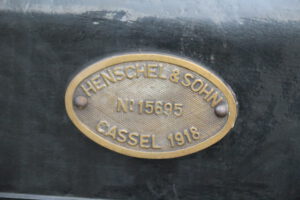 HENSCHEL & SOHN
No 15695
CASSEL 1918